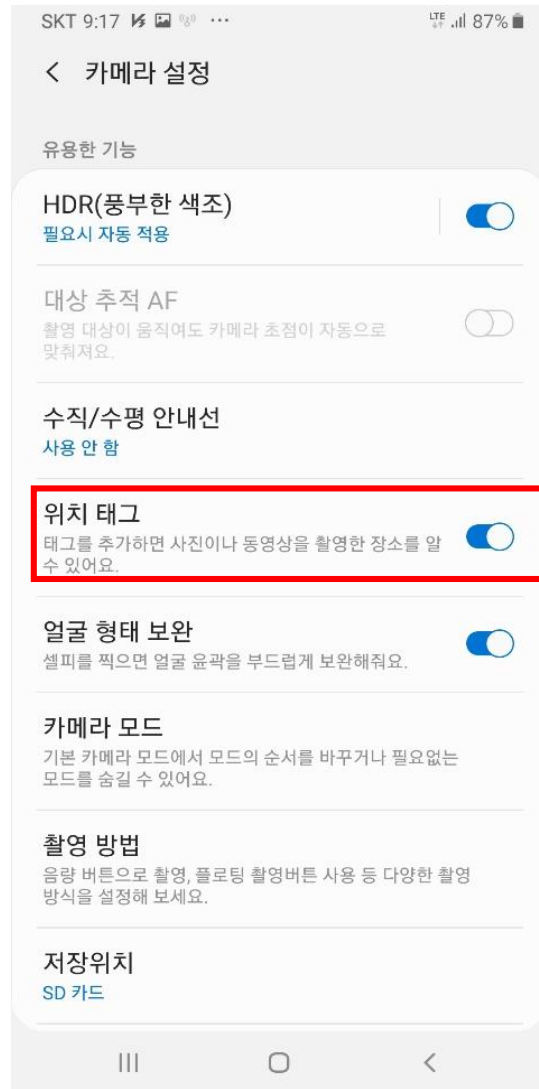 SKT 9:17
LTE 87%
카메라 설정
유용한 기능
HDR(풍부한 색조)
필요시 자동 적용
대상 추적 AF
촬영 대상이 움직여도 카메라 초점이 자동으로
맞춰져요.
수직/수평 안내선
사용 안 함
위치 태그
태그를 추가하면 사진이나 동영상을 촬영한 장소를 알
수 있어요.
얼굴 형태 보완
셀피를 찍으면 얼굴 윤곽을 부드럽게 보완해줘요.
카메라 모드
기본 카메라 모드에서 모드의 순서를 바꾸거나 필요없는
모드를 숨길 수 있어요.
촬영 방법
음량 버튼으로 촬영, 플로팅 촬영버튼 사용 등 다양한 촬영
방식을 설정해 보세요.
저장위치
SD 카드